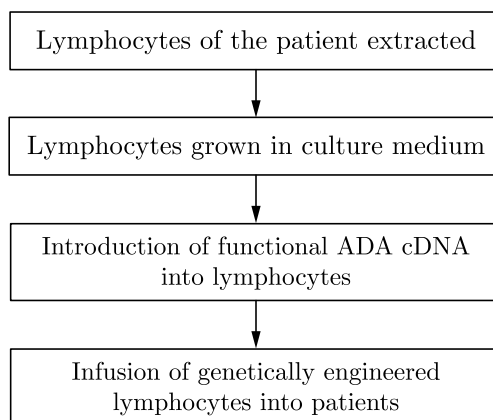 Lymphocytes of the patient extracted
Lymphocytes grown in culture medium
Introduction of functional ADA cDNA
into lymphocytes
Infusion of genetically engineered
lymphocytes into patients